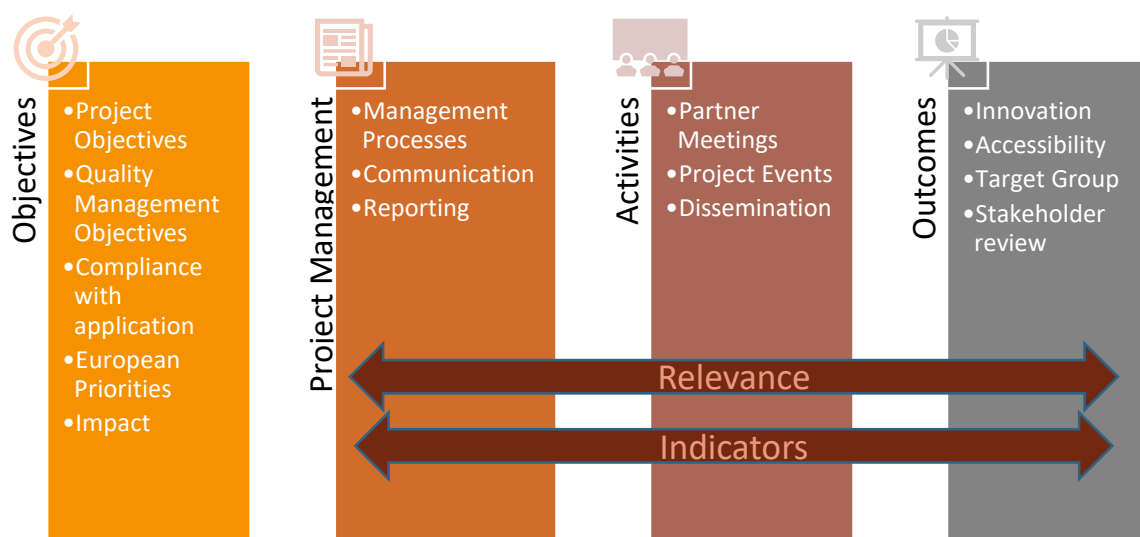 Objectives
•Project
Objectives
•Quality
Management
Objectives
•Compliance
with
application
•European
Priorities
•Impact
Project Management
•Management
Processes
•Communication
•Reporting
Activities
•Partner
Meetings
•Project Events
•Dissemination
Outcomes
•Innovation
•Accessibility
•Target Group
•Stakeholder
review
Relevance
Indicators